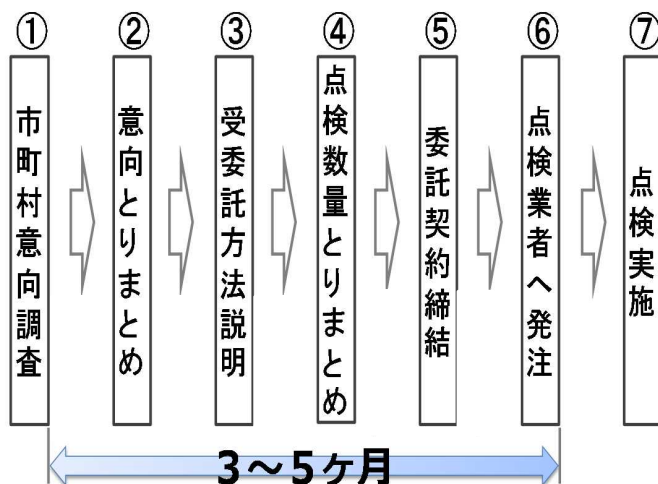 ① ② ③ ④ ⑤ ⑥ ⑦
市町村意向調査
意向とりまとめ
受委託方法説明
点検数量とりまとめ
委託契約締結
点検業者へ発注
点検実施
3～5ヶ月